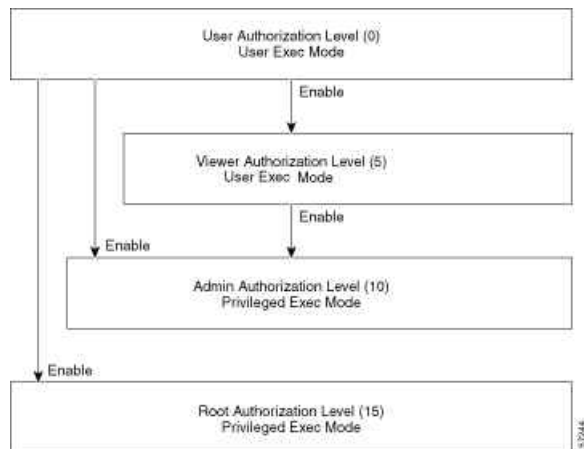 User Authorization Level (0)
User Exec Mode
Enable
Viewer Authorization Level (5)
User Exec Mode
Enable
Enable
Admin Authorization Level (10)
Privileged Exec Mode
Enable
Root Authorization Level (15)
Privileged Exec Mode